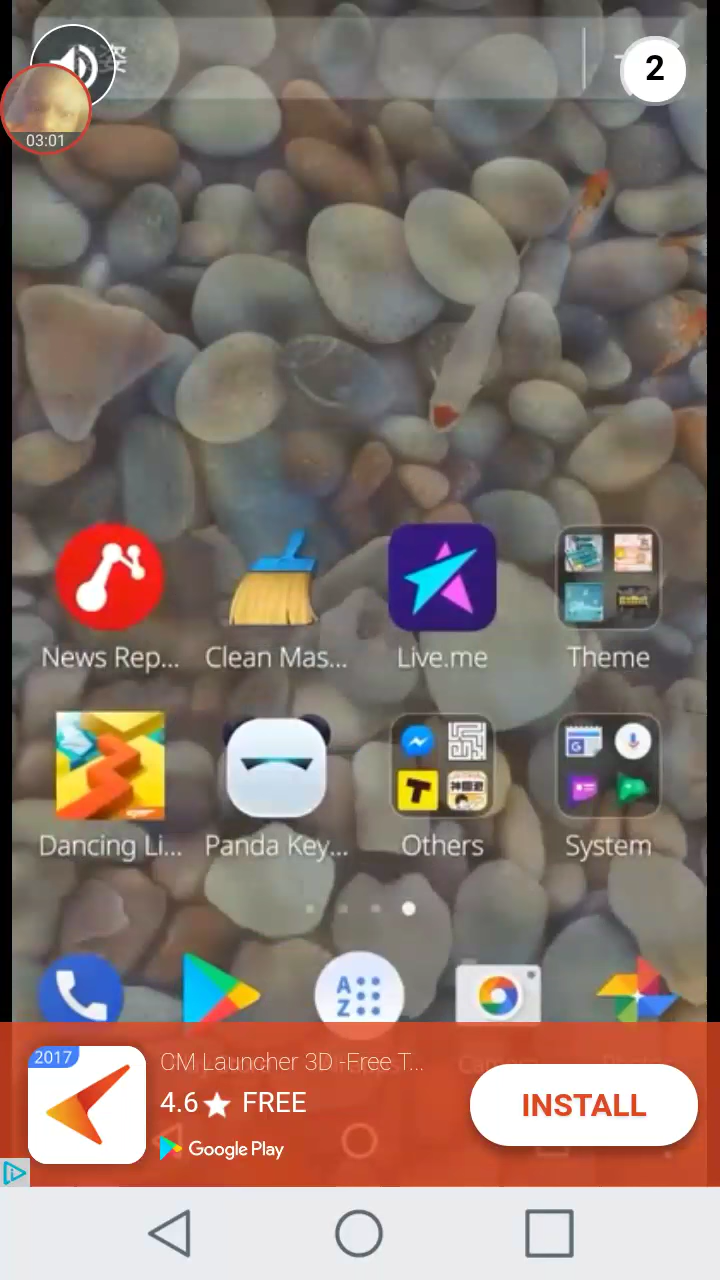 2
03:01
News Rep...
Clean Mas...
Live.me
Theme
Dancing Li...
Panda Key...
Others
System
A
Z
2017
CM Launcher 3D -Free T...
4.6 FREE
INSTALL
Google Play